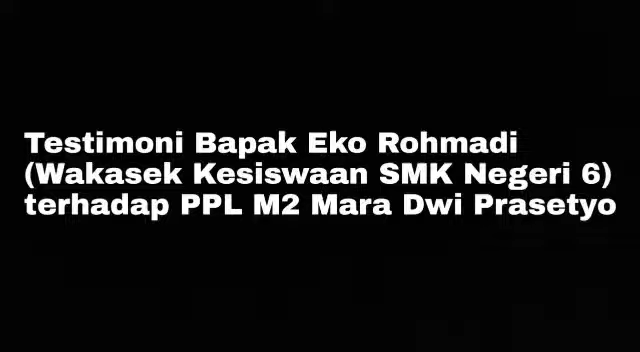 Testimoni Bapak Eko Rohmadi
(Wakasek Kesiswaan SMK Negeri 6)
terhadap PPL M2 Mara Dwi Prasetyo